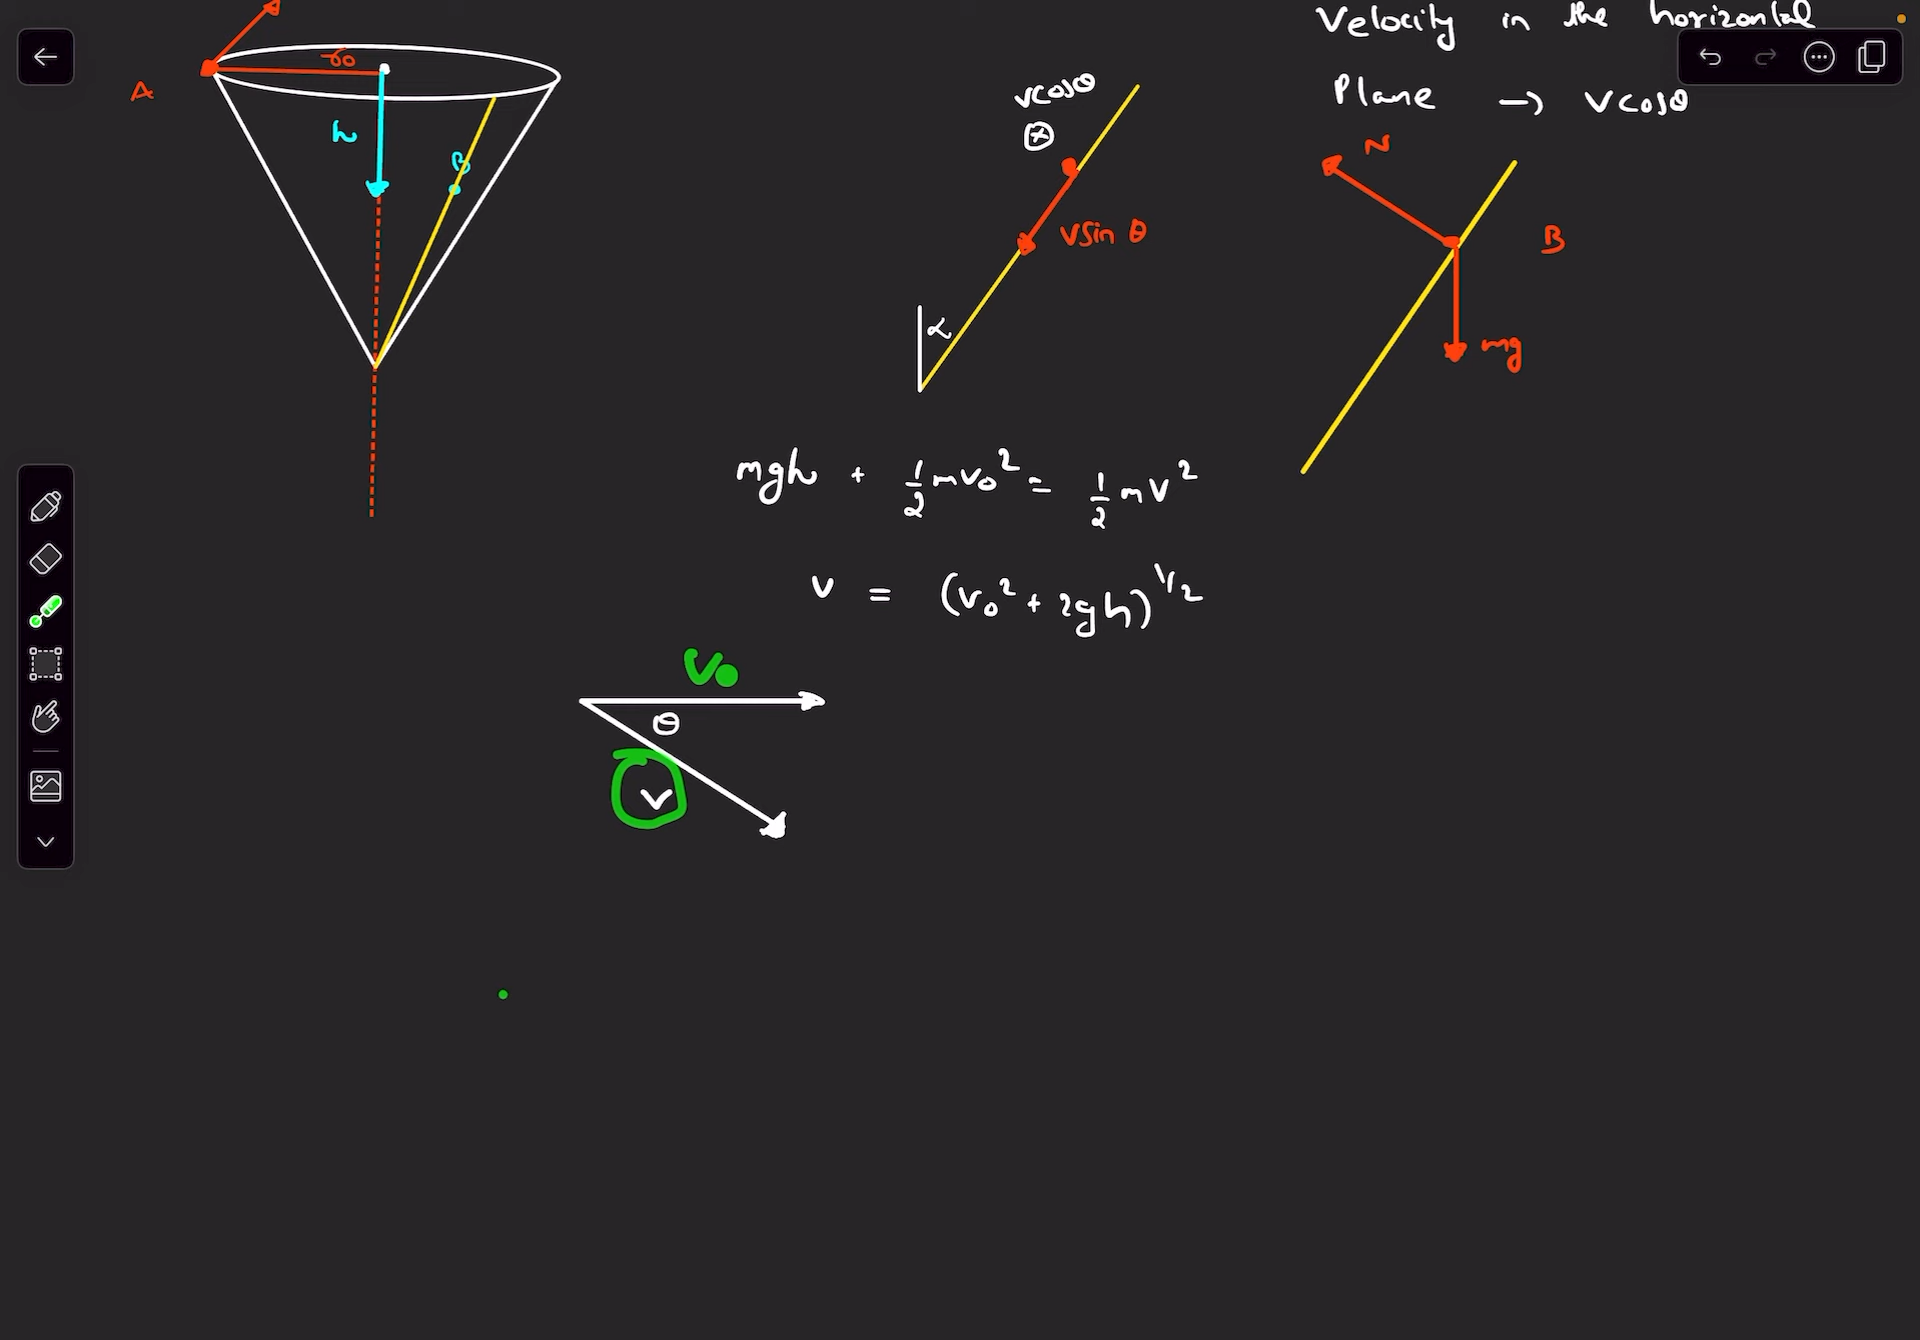 Velocity in the horizontal
Plane → vcosθ
A
r₀
h
B
vcosθ
⊗
vsin θ
α
N
B
mg
mgh + ½mv₀² = ½mv²
v = (v₀² + 2gh)^1/2
v₀
θ
v